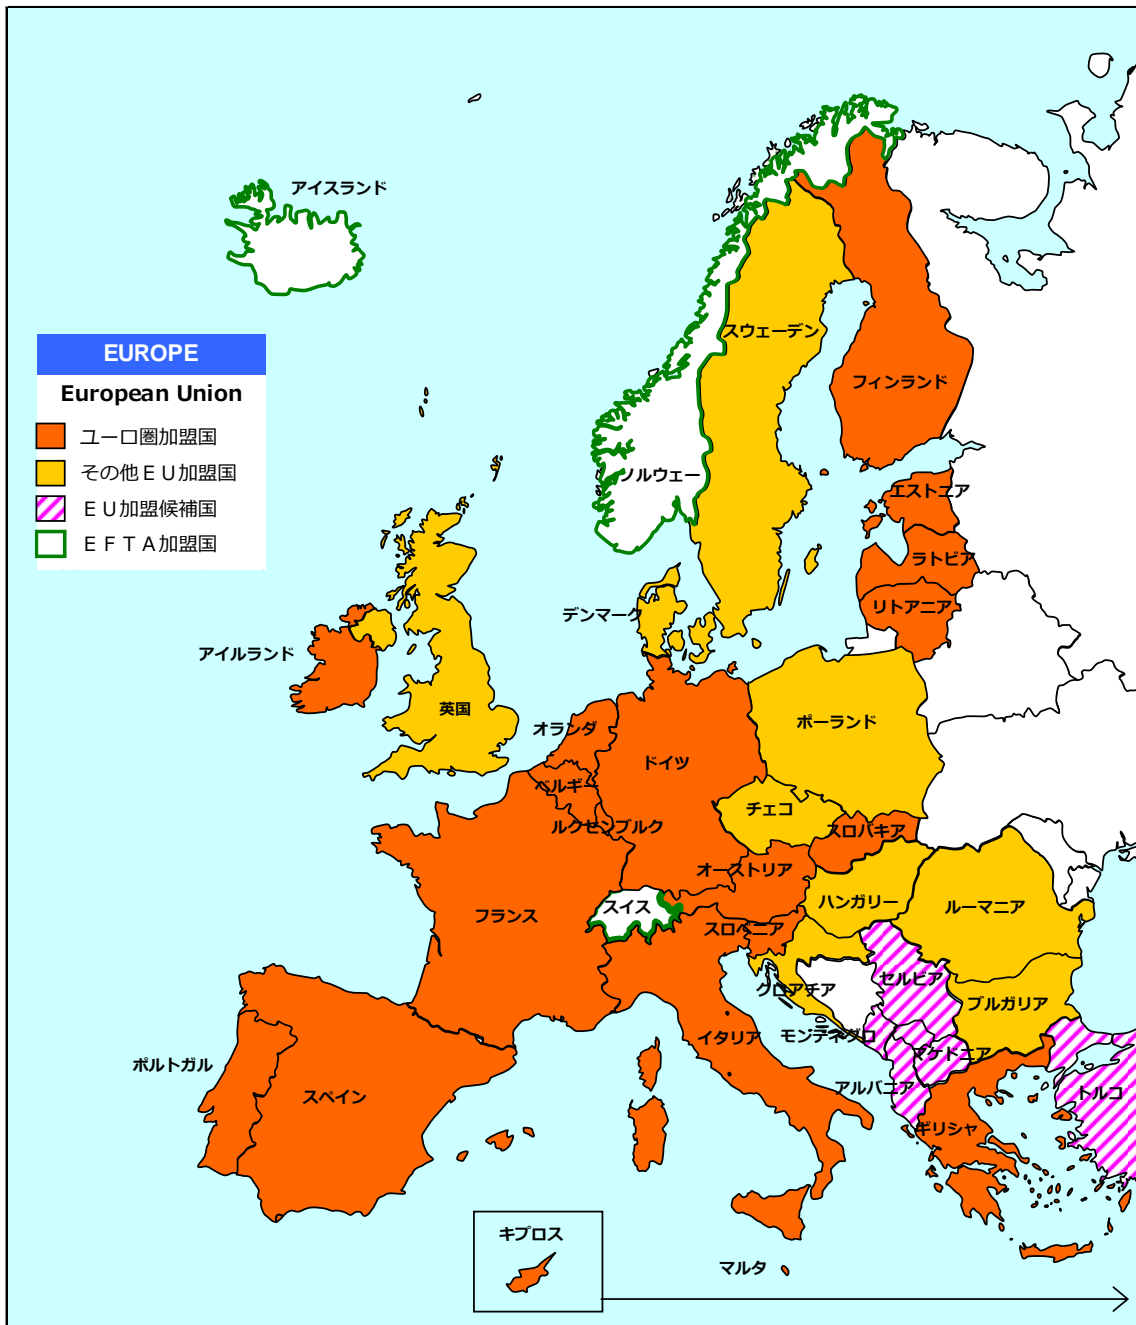 アイスランド
EUROPE
European Union
ユーロ圏加盟国
その他ＥＵ加盟国
ＥＵ加盟候補国
ＥＦＴＡ加盟国
スウェーデン
フィンランド
ノルウェー
エストニア
ラトビア
リトアニア
デンマーク
アイルランド
英国
オランダ
ポーランド
ドイツ
ベルギー
チェコ
ルクセンブルク
スロバキア
オーストリア
ハンガリー
スイス
ルーマニア
フランス
スロベニア
セルビア
クロアチア
ブルガリア
モンテネグロ
イタリア
マケドニア
ポルトガル
アルバニア
トルコ
スペイン
ギリシャ
キプロス
マルタ